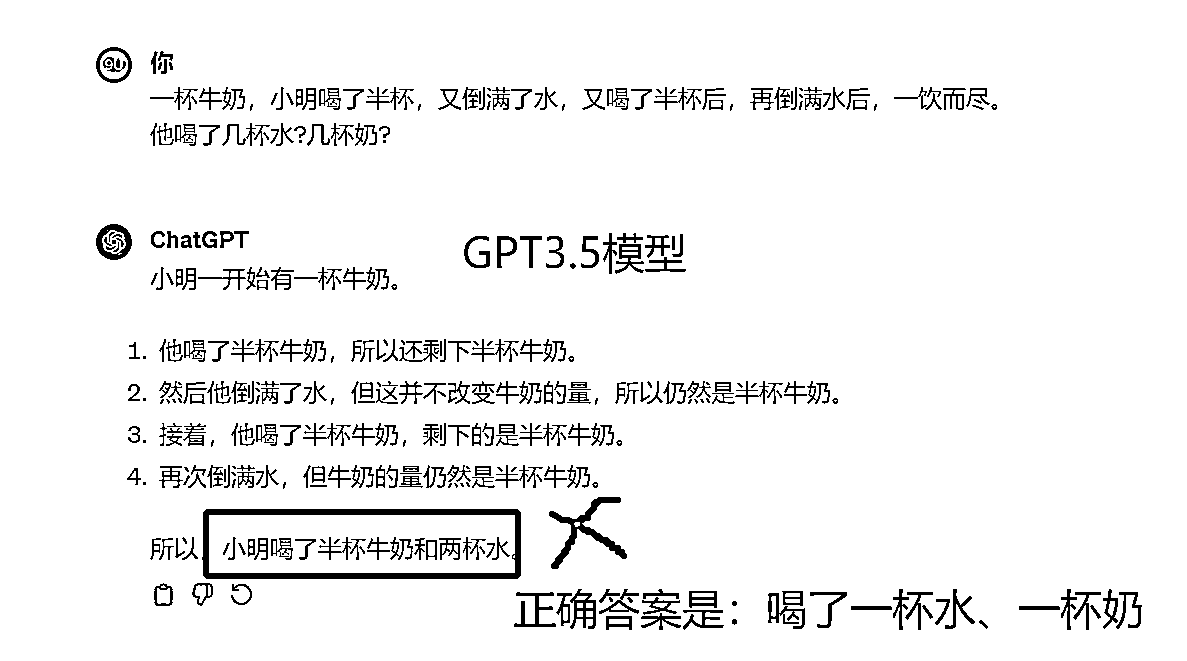 你
一杯牛奶，小明喝了半杯，又倒满了水，又喝了半杯后，再倒满水后，一饮而尽。
他喝了几杯水?几杯奶?
ChatGPT
GPT3.5模型
小明一开始有一杯牛奶。
1. 他喝了半杯牛奶，所以还剩下半杯牛奶。
2. 然后他倒满了水，但这并不改变牛奶的量，所以仍然是半杯牛奶。
3. 接着，他喝了半杯牛奶，剩下的是半杯牛奶。
4. 再次倒满水，但牛奶的量仍然是半杯牛奶。
所以，小明喝了半杯牛奶和两杯水。
正确答案是：喝了一杯水、一杯奶